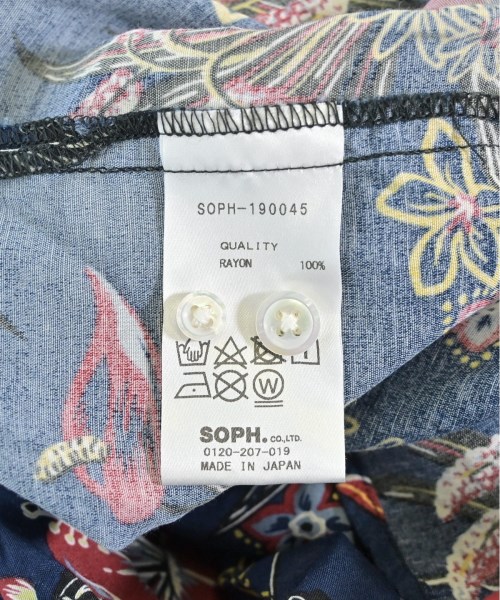 SOPH-190045
QUALITY
RAYON 100%
SOPH. CO.,LTD.
0120-207-019
MADE IN JAPAN